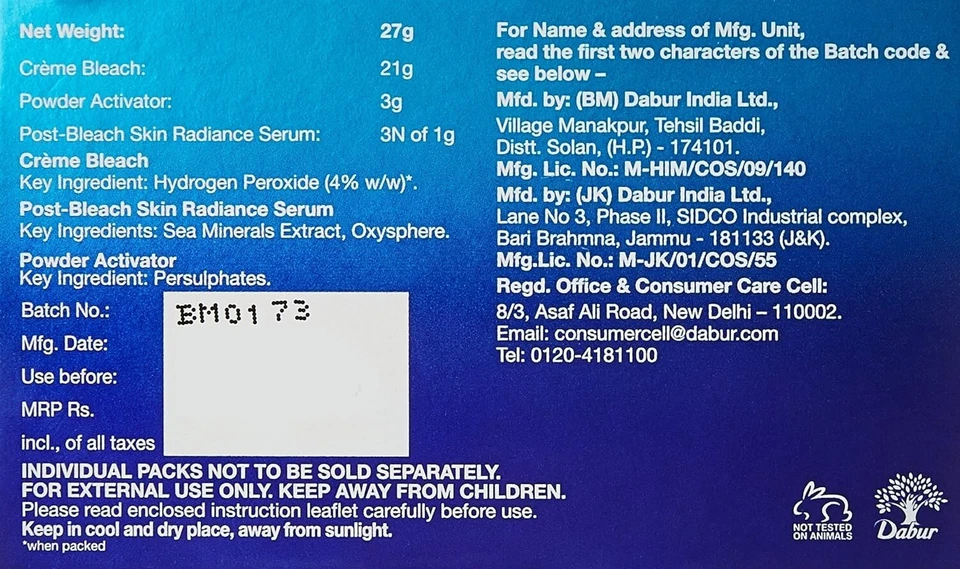 Net Weight: 27g
Crème Bleach: 21g
Powder Activator: 3g
Post-Bleach Skin Radiance Serum: 3N of 1g
Crème Bleach
Key Ingredient: Hydrogen Peroxide (4% w/w)*.
Post-Bleach Skin Radiance Serum
Key Ingredients: Sea Minerals Extract, Oxysphere.
Powder Activator
Key Ingredient: Persulphates.
Batch No.: BM0173
Mfg. Date:
Use before:
MRP Rs.
incl., of all taxes
INDIVIDUAL PACKS NOT TO BE SOLD SEPARATELY.
FOR EXTERNAL USE ONLY. KEEP AWAY FROM CHILDREN.
Please read enclosed instruction leaflet carefully before use.
Keep in cool and dry place, away from sunlight.
*when packed
For Name & address of Mfg. Unit,
read the first two characters of the Batch code &
see below –
Mfd. by: (BM) Dabur India Ltd.,
Village Manakpur, Tehsil Baddi,
Distt. Solan, (H.P.) - 174101.
Mfg. Lic. No.: M-HIM/COS/09/140
Mfd. by: (JK) Dabur India Ltd.,
Lane No 3, Phase II, SIDCO Industrial complex,
Bari Brahmna, Jammu - 181133 (J&K).
Mfg.Lic. No.: M-JK/01/COS/55
Regd. Office & Consumer Care Cell:
8/3, Asaf Ali Road, New Delhi – 110002.
Email: consumercell@dabur.com
Tel: 0120-4181100
NOT TESTED
ON ANIMALS
Dabur